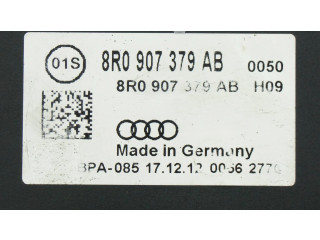 01S 8R0 907 379 AB 0050
8R0 907 379 AB H09
Made in Germany
BPA-085 17.12.12 0056